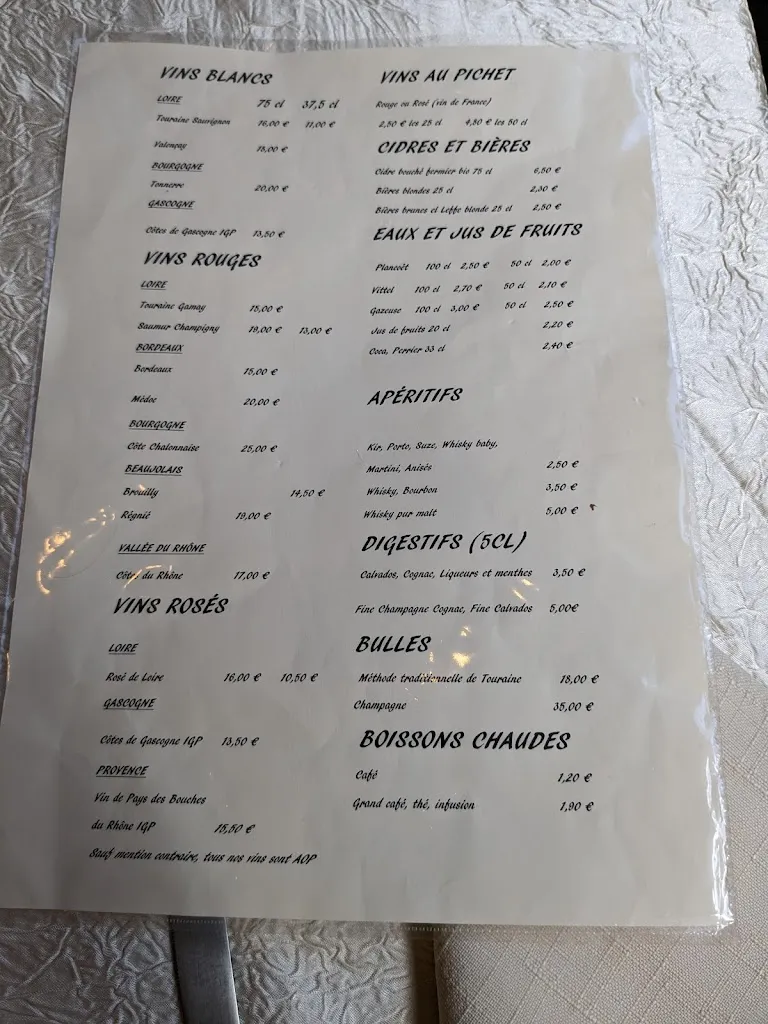 VINS BLANCS
LOIRE 75 cl 37,5 cl
Touraine Sauvignon 16,00 € 11,00 €
Valençay 15,00 €
BOURGOGNE
Tonnerre 20,00 €
GASCOGNE
Côtes de Gascogne IGP 13,50 €
VINS ROUGES
LOIRE
Touraine Gamay 15,00 €
Saumur Champigny 19,00 € 13,00 €
BORDEAUX
Bordeaux 15,00 €
Médoc 20,00 €
BOURGOGNE
Côte Chalonnaise 25,00 €
BEAUJOLAIS
Brouilly 14,50 €
Régnié 19,00 €
VALLÉE DU RHÔNE
Côtes du Rhône 17,00 €
VINS ROSÉS
LOIRE
Rosé de Loire 16,00 € 10,50 €
GASCOGNE
Côtes de Gascogne IGP 13,50 €
PROVENCE
Vin de Pays des Bouches
du Rhône IGP 15,50 €
Sauf mention contraire, tous nos vins sont AOP
VINS AU PICHET
Rouge ou Rosé (vin de France)
2,50 € les 25 cl 4,50 € les 50 cl
CIDRES ET BIÈRES
Cidre bouché fermier bio 75 cl 6,50 €
Bières blondes 25 cl 2,30 €
Bières brunes et Leffe blonde 25 cl 2,50 €
EAUX ET JUS DE FRUITS
Plancoët 100 cl 2,50 € 50 cl 2,00 €
Vittel 100 cl 2,70 € 50 cl 2,10 €
Gazeuse 100 cl 3,00 € 50 cl 2,50 €
Jus de fruits 20 cl 2,20 €
Coca, Perrier 33 cl 2,40 €
APÉRITIFS
Kir, Porto, Suze, Whisky baby,
Martini, Anisés 2,50 €
Whisky, Bourbon 3,50 €
Whisky pur malt 5,00 €
DIGESTIFS (5CL)
Calvados, Cognac, Liqueurs et menthes 3,50 €
Fine Champagne Cognac, Fine Calvados 5,00€
BULLES
Méthode traditionnelle de Touraine 18,00 €
Champagne 35,00 €
BOISSONS CHAUDES
Café 1,20 €
Grand café, thé, infusion 1,90 €